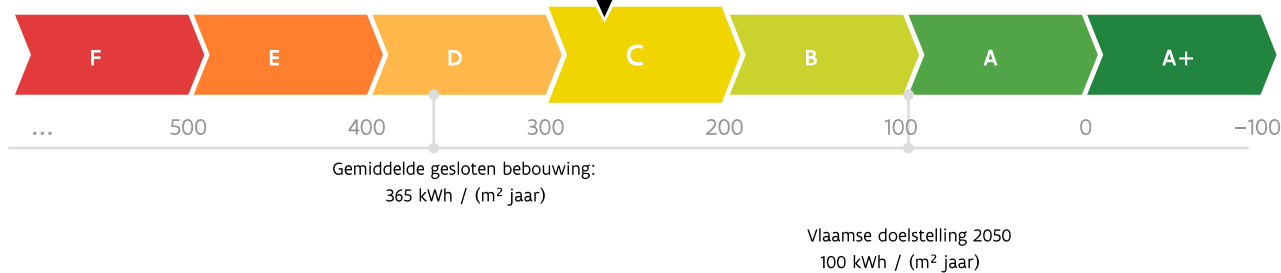 F E D C B A A+
... 500 400 300 200 100 0 −100
Gemiddelde gesloten bebouwing:
365 kWh / (m² jaar)
Vlaamse doelstelling 2050
100 kWh / (m² jaar)